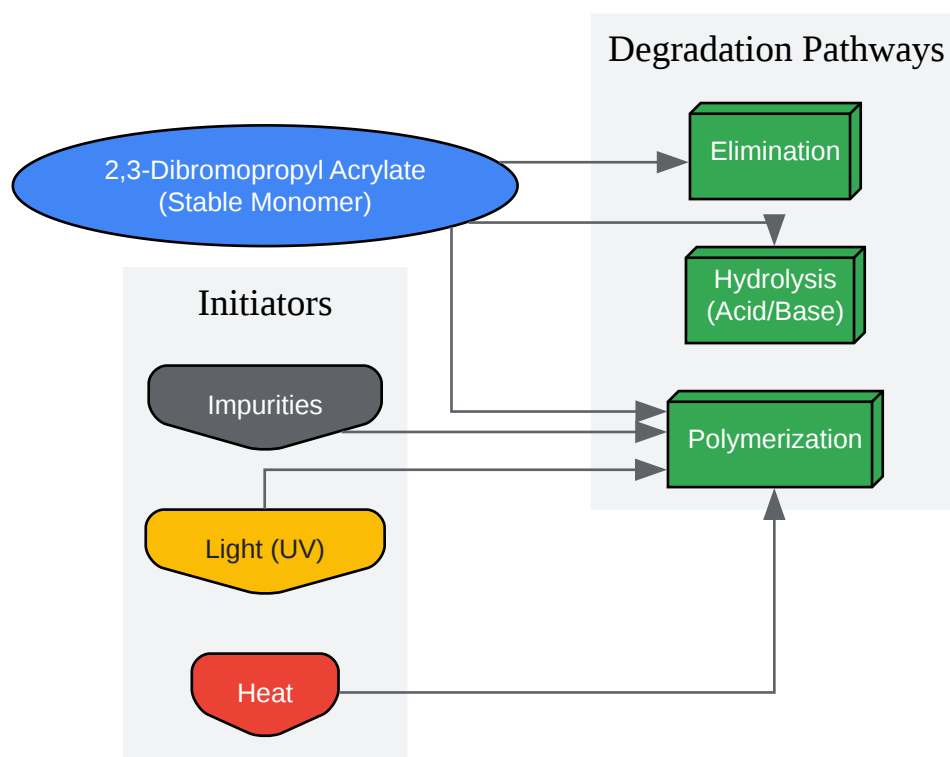 Degradation Pathways
2,3-Dibromopropyl Acrylate
(Stable Monomer)
Elimination
Hydrolysis
(Acid/Base)
Polymerization
Initiators
Impurities
Light (UV)
Heat